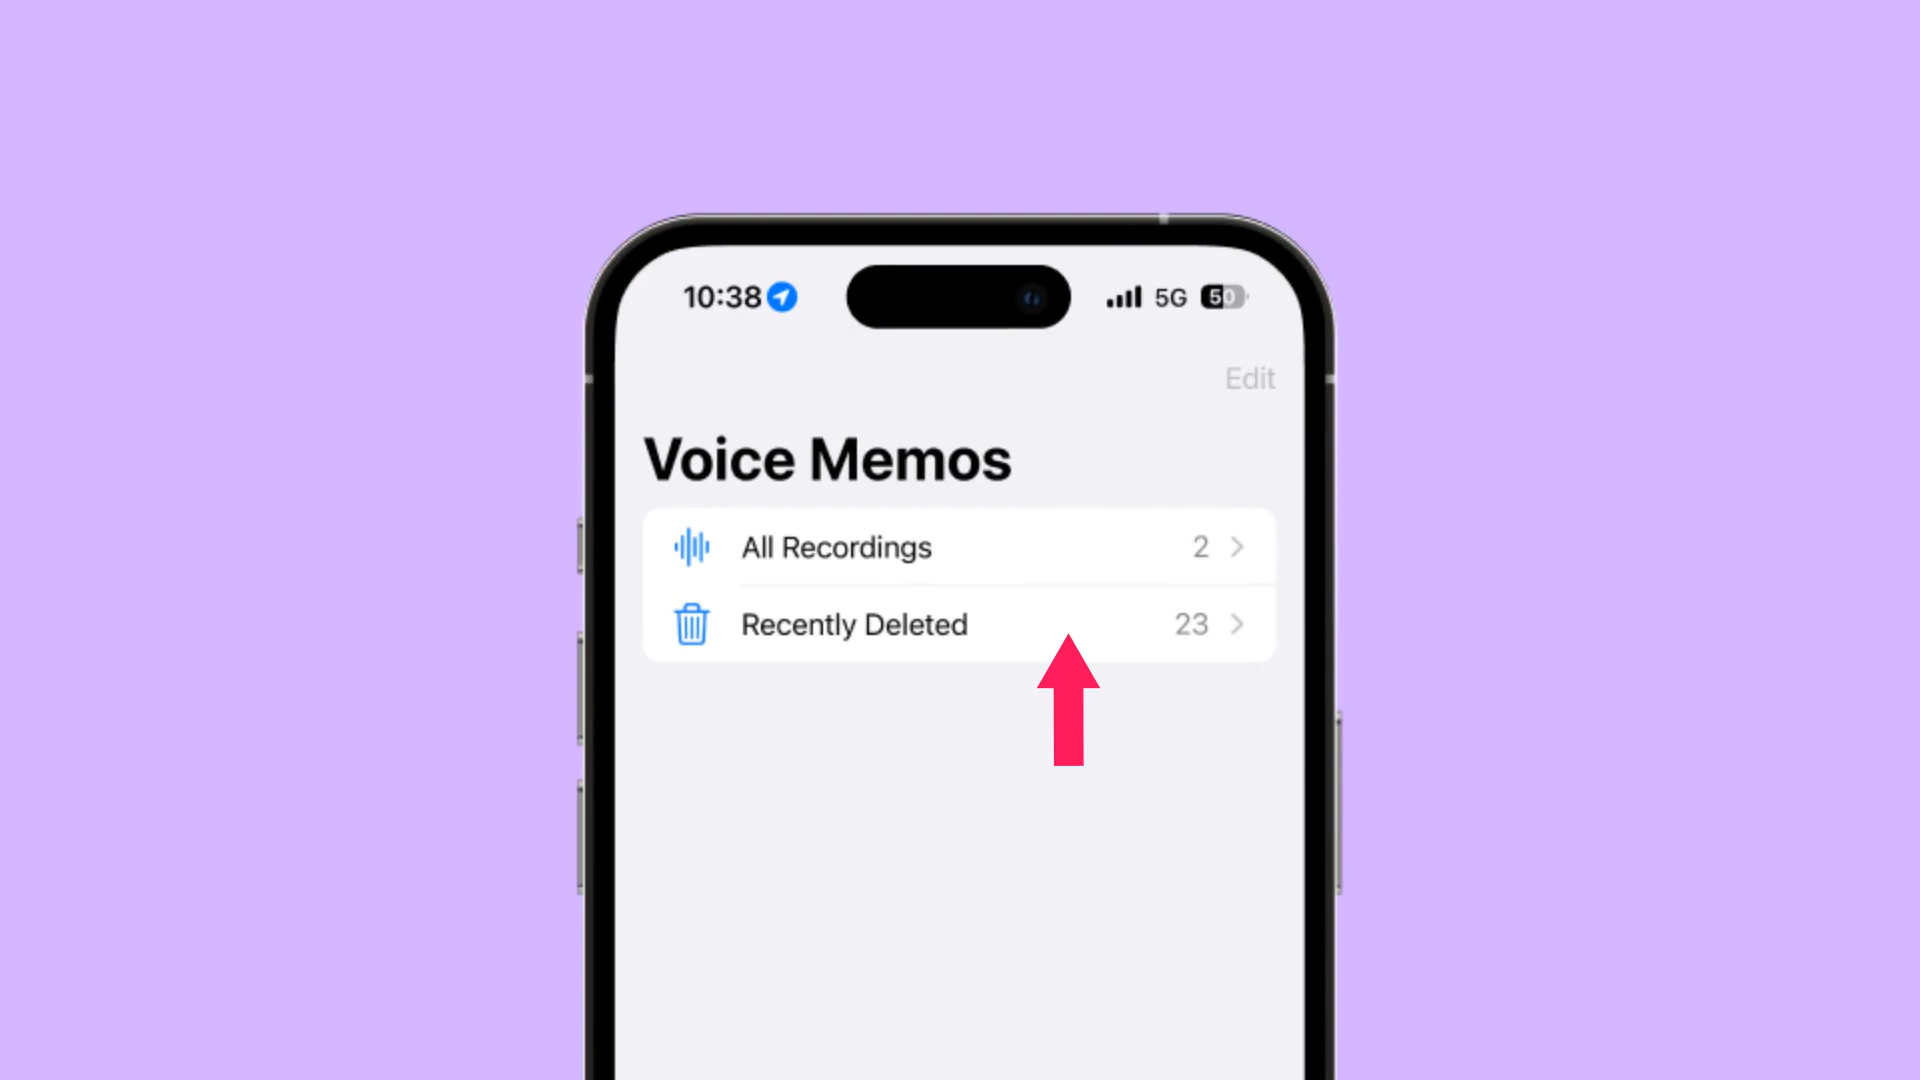 10:38 5G 50
Edit
Voice Memos
All Recordings 2
Recently Deleted 23